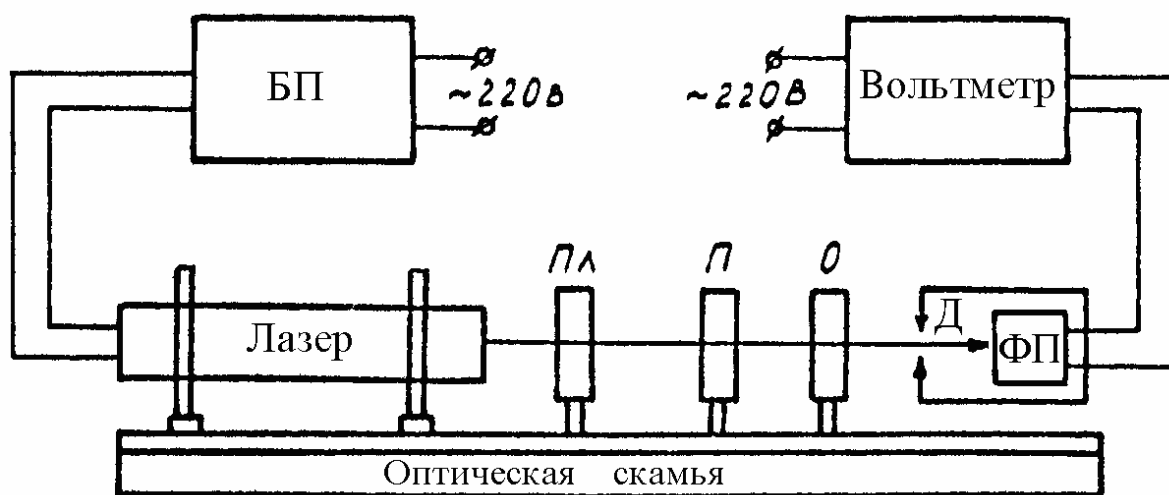 БП
~220в
~220в
Вольтметр
Пл
П
О
Лазер
Д
ФП
Оптическая скамья